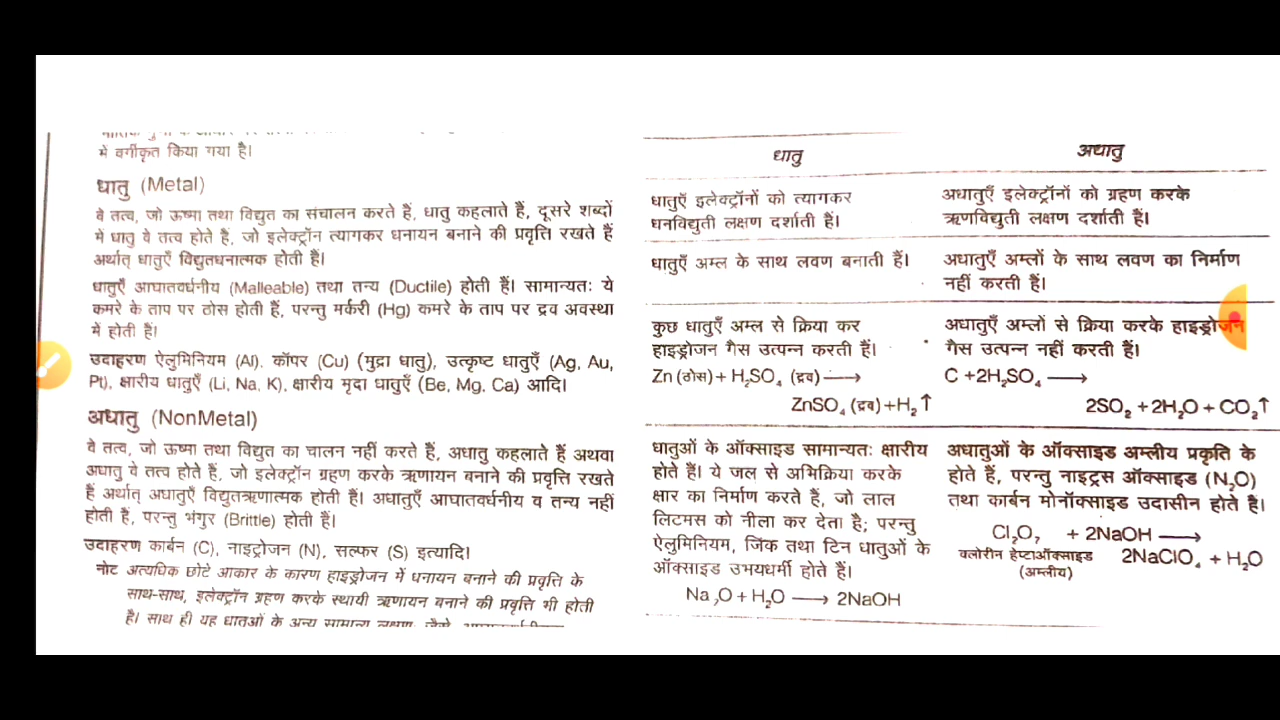 में वर्गीकृत किया गया है।
धातु (Metal)
वे तत्व, जो ऊष्मा तथा विद्युत का संचालन करते हैं, धातु कहलाते हैं, दूसरे शब्दों
में धातु वे तत्व होते हैं, जो इलेक्ट्रॉन त्यागकर धनायन बनाने की प्रवृत्ति रखते हैं
अर्थात् धातुएँ विद्युतधनात्मक होती हैं।
धातुएँ आघातवर्धनीय (Malleable) तथा तन्य (Ductile) होती हैं। सामान्यतः ये
कमरे के ताप पर ठोस होती हैं, परन्तु मर्करी (Hg) कमरे के ताप पर द्रव अवस्था
में होती हैं।
उदाहरण ऐलुमिनियम (Al), कॉपर (Cu) (मुद्रा धातु), उत्कृष्ट धातुएँ (Ag, Au,
Pt), क्षारीय धातुएँ (Li, Na, K), क्षारीय मृदा धातुएँ (Be, Mg, Ca) आदि।
अधातु (NonMetal)
वे तत्व, जो ऊष्मा तथा विद्युत का चालन नहीं करते हैं, अधातु कहलाते हैं अथवा
अधातु वे तत्व होते हैं, जो इलेक्ट्रॉन ग्रहण करके ऋणायन बनाने की प्रवृत्ति रखते
हैं अर्थात् अधातुएँ विद्युतऋणात्मक होती हैं। अधातुएँ आघातवर्धनीय व तन्य नहीं
होती हैं, परन्तु भंगुर (Brittle) होती हैं।
उदाहरण कार्बन (C), नाइट्रोजन (N), सल्फर (S) इत्यादि।
नोट अत्यधिक छोटे आकार के कारण हाइड्रोजन में धनायन बनाने की प्रवृत्ति के
साथ-साथ, इलेक्ट्रॉन ग्रहण करके स्थायी ऋणायन बनाने की प्रवृत्ति भी होती
है। साथ ही यह धातुओं के अन्य सामान्य लक्षण; जैसे
धातु
अधातु
धातुएँ इलेक्ट्रॉनों को त्यागकर
धनविद्युती लक्षण दर्शाती हैं।
अधातुएँ इलेक्ट्रॉनों को ग्रहण करके
ऋणविद्युती लक्षण दर्शाती हैं।
धातुएँ अम्ल के साथ लवण बनाती हैं।
अधातुएँ अम्लों के साथ लवण का निर्माण
नहीं करती हैं।
कुछ धातुएँ अम्ल से क्रिया कर
हाइड्रोजन गैस उत्पन्न करती हैं।
Zn (ठोस) + H₂SO₄ (द्रव) ⟶
ZnSO₄ (द्रव) + H₂ ↑
अधातुएँ अम्लों से क्रिया करके हाइड्रोजन
गैस उत्पन्न नहीं करती हैं।
C + 2H₂SO₄ ⟶
2SO₂ + 2H₂O + CO₂↑
धातुओं के ऑक्साइड सामान्यतः क्षारीय
होते हैं। ये जल से अभिक्रिया करके
क्षार का निर्माण करते हैं, जो लाल
लिटमस को नीला कर देता है; परन्तु
ऐलुमिनियम, जिंक तथा टिन धातुओं के
ऑक्साइड उभयधर्मी होते हैं।
Na₂O + H₂O ⟶ 2NaOH
अधातुओं के ऑक्साइड अम्लीय प्रकृति के
होते हैं, परन्तु नाइट्रस ऑक्साइड (N₂O)
तथा कार्बन मोनॉक्साइड उदासीन होते हैं।
Cl₂O₇ + 2NaOH ⟶
क्लोरीन हेप्टाऑक्साइड 2NaClO₄ + H₂O
(अम्लीय)